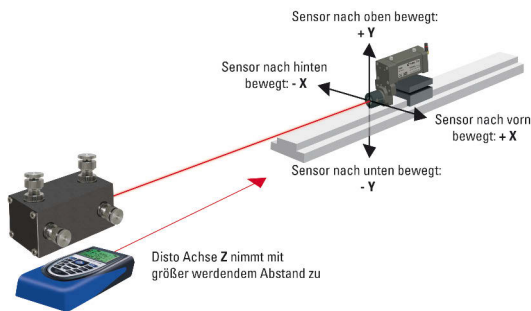 Sensor nach oben bewegt:
+ Y
Sensor nach hinten
bewegt: - X
Sensor nach vorn
bewegt: + X
Sensor nach unten bewegt:
- Y
Disto Achse Z nimmt mit
größer werdendem Abstand zu